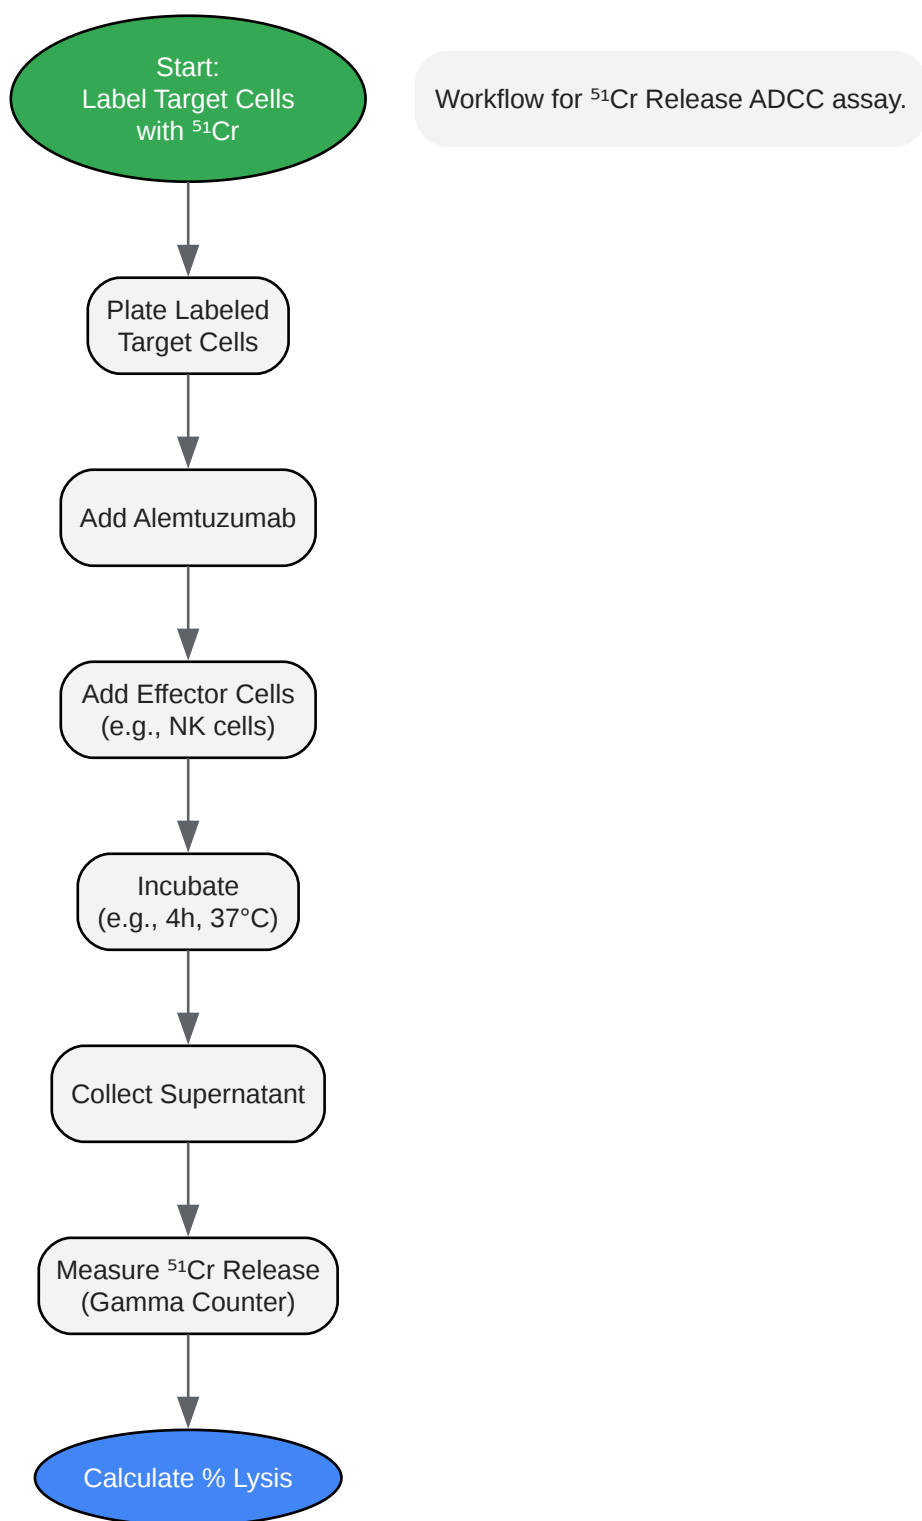 Start:
Label Target Cells
with ⁵¹Cr
Workflow for ⁵¹Cr Release ADCC assay.
Plate Labeled
Target Cells
Add Alemtuzumab
Add Effector Cells
(e.g., NK cells)
Incubate
(e.g., 4h, 37°C)
Collect Supernatant
Measure ⁵¹Cr Release
(Gamma Counter)
Calculate % Lysis